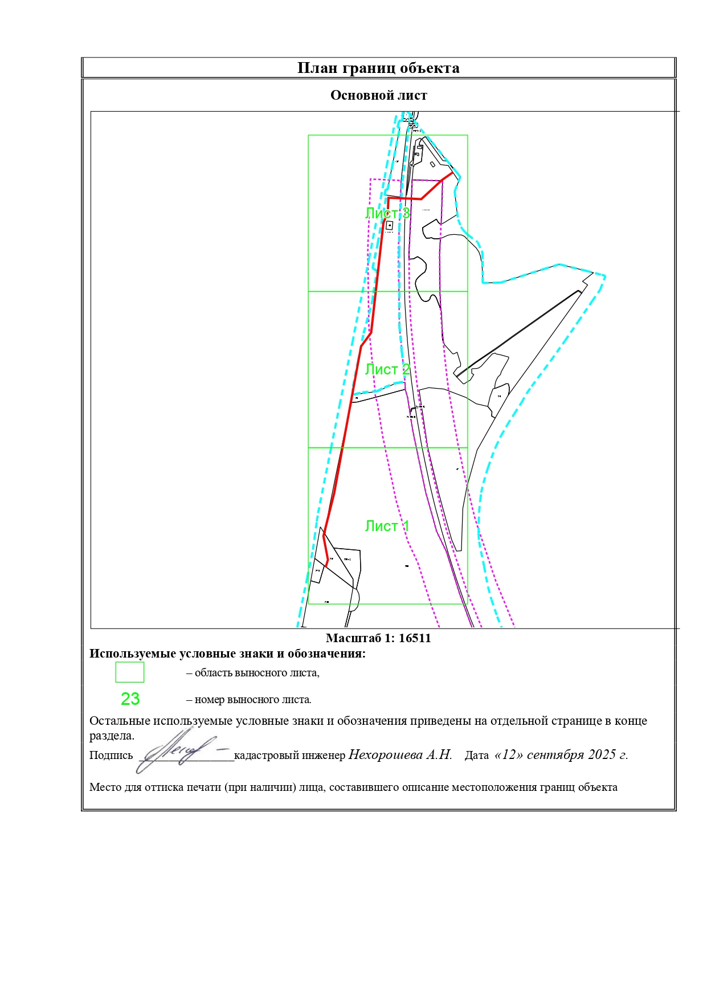 План границ объекта
Основной лист
Лист 3
Лист 2
Лист 1
Масштаб 1: 16511
Используемые условные знаки и обозначения:
– область выносного листа,
23 – номер выносного листа.
Остальные используемые условные знаки и обозначения приведены на отдельной странице в конце
раздела.
Подпись ________________кадастровый инженер Нехорошева А.Н. Дата «12» сентября 2025 г.
Место для оттиска печати (при наличии) лица, составившего описание местоположения границ объекта